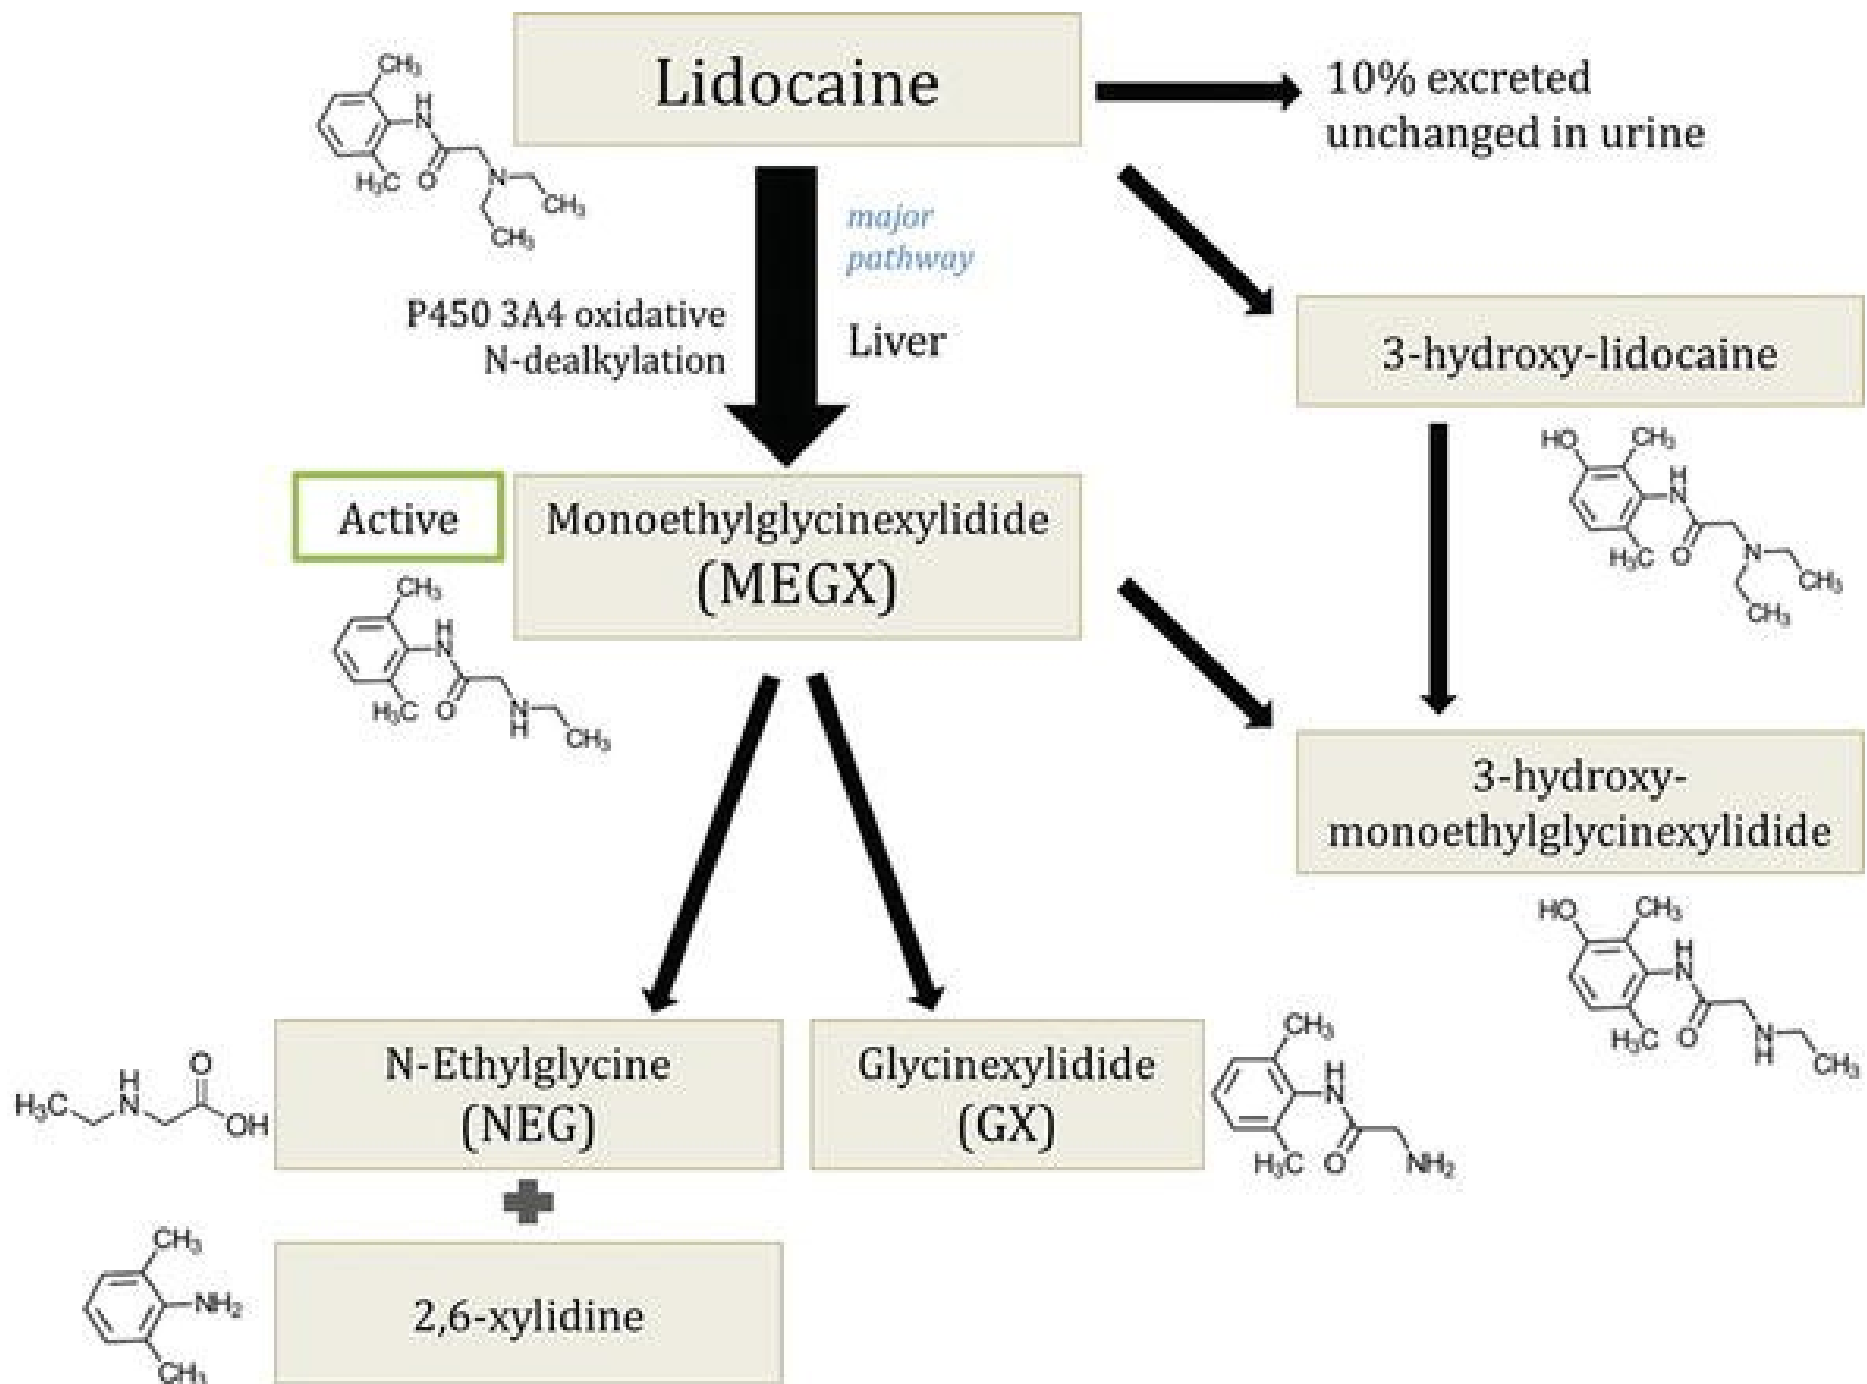 Lidocaine
10% excreted
unchanged in urine
CH₃
H
N
H₃C
O
N
CH₃
CH₃
major
pathway
P450 3A4 oxidative
N-dealkylation
Liver
3-hydroxy-lidocaine
HO
CH₃
H
N
H₃C
O
N
CH₃
CH₃
Active
Monoethylglycinexylidide
(MEGX)
CH₃
H
N
H₃C
O
N
H
CH₃
3-hydroxy-
monoethylglycinexylidide
HO
CH₃
H
N
H₃C
O
N
H
CH₃
H₃C
H
N
O
OH
N-Ethylglycine
(NEG)
Glycinexylidide
(GX)
CH₃
H
N
H₃C
O
NH₂
CH₃
NH₂
CH₃
2,6-xylidine